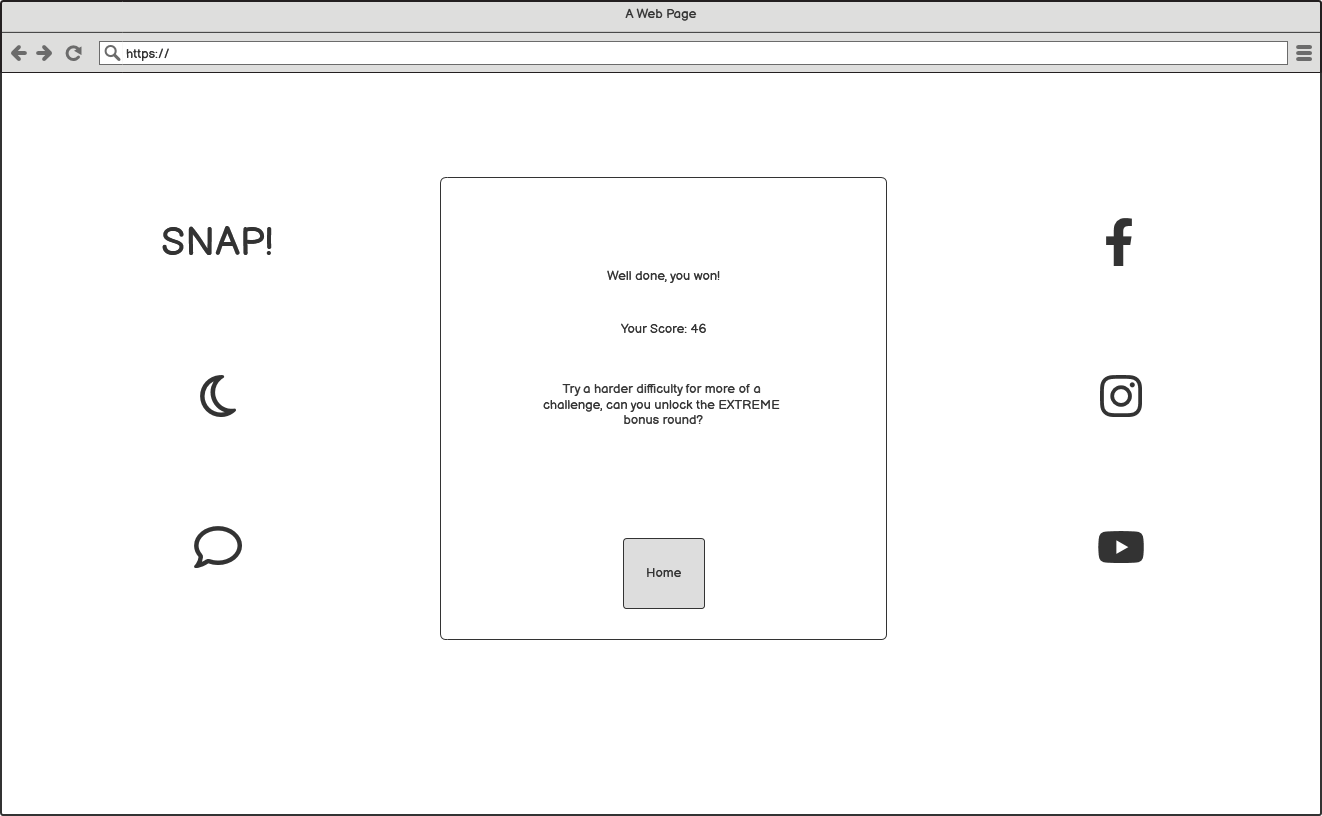 A Web Page
https://
SNAP!
Well done, you won!
Your Score: 46
Try a harder difficulty for more of a
challenge, can you unlock the EXTREME
bonus round?
Home